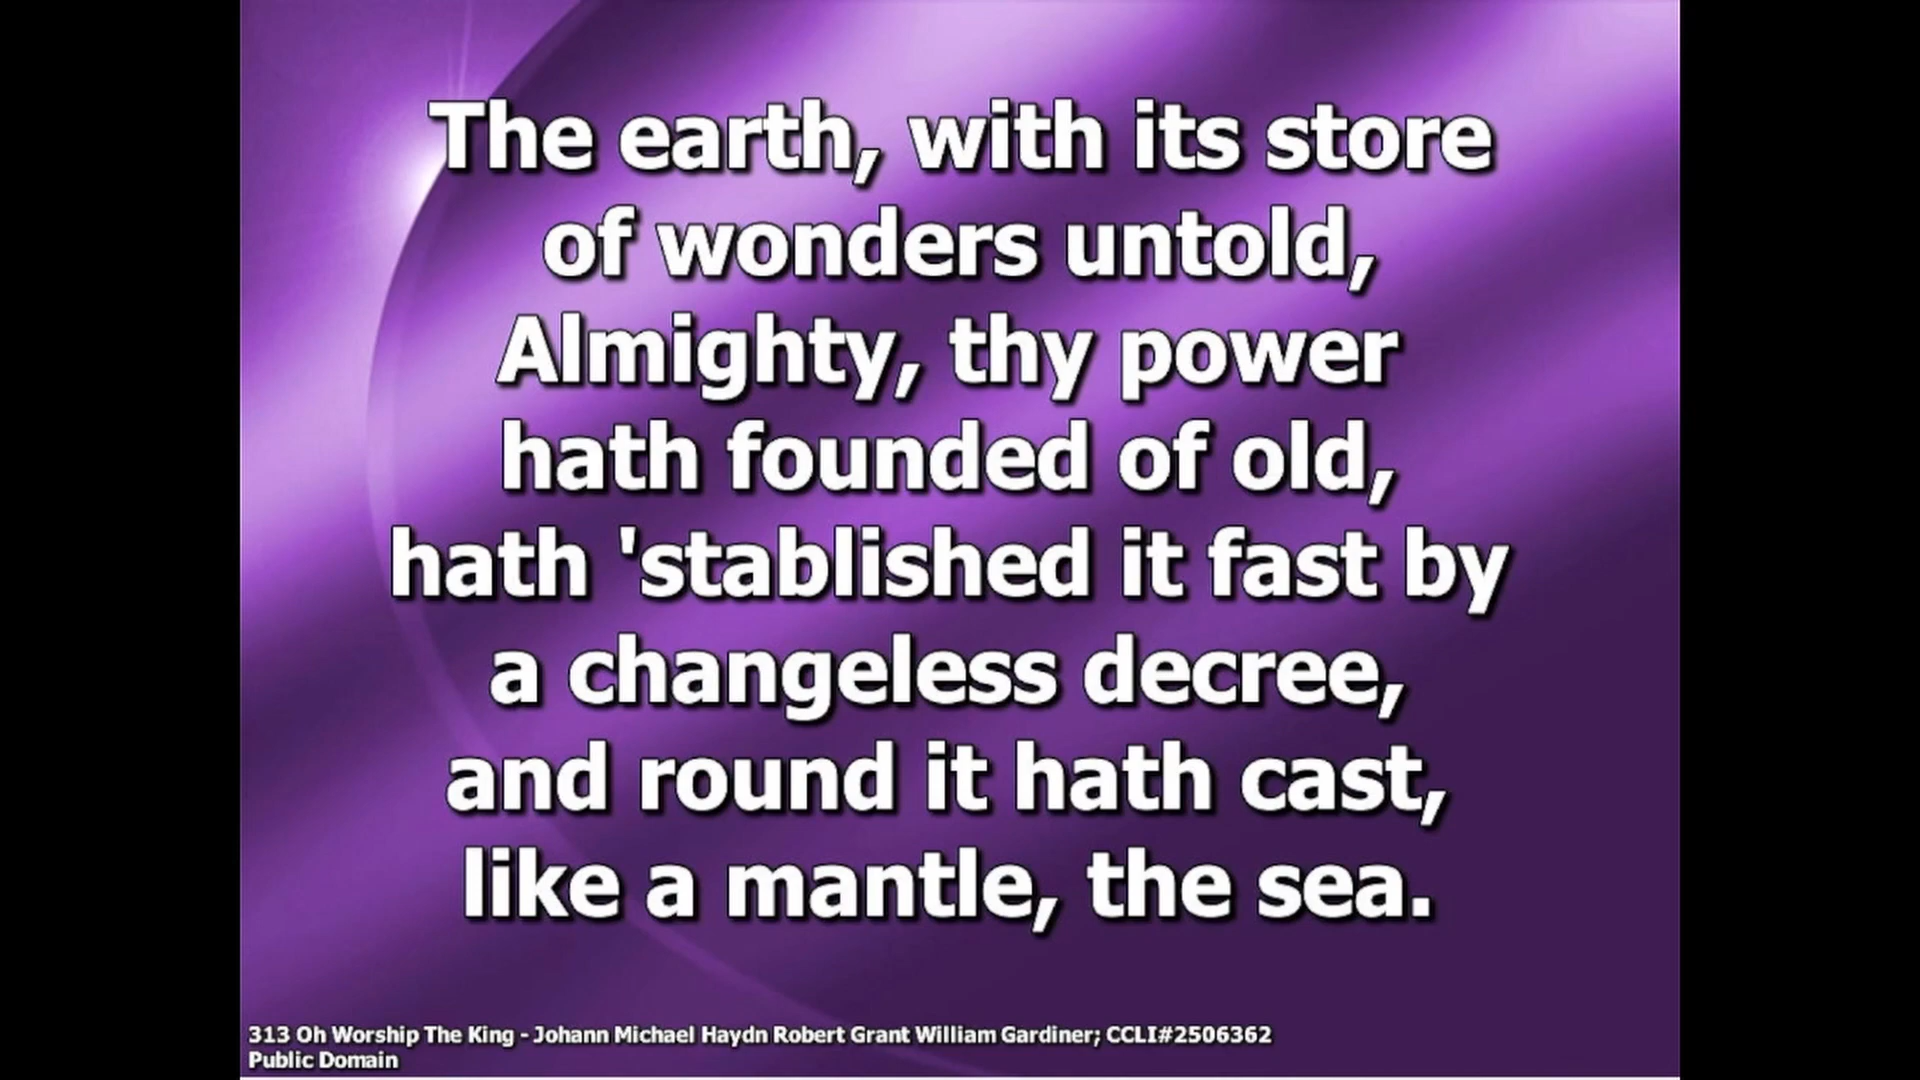 The earth, with its store
of wonders untold,
Almighty, thy power
hath founded of old,
hath 'stablished it fast by
a changeless decree,
and round it hath cast,
like a mantle, the sea.
313 Oh Worship The King - Johann Michael Haydn Robert Grant William Gardiner; CCLI#2506362
Public Domain